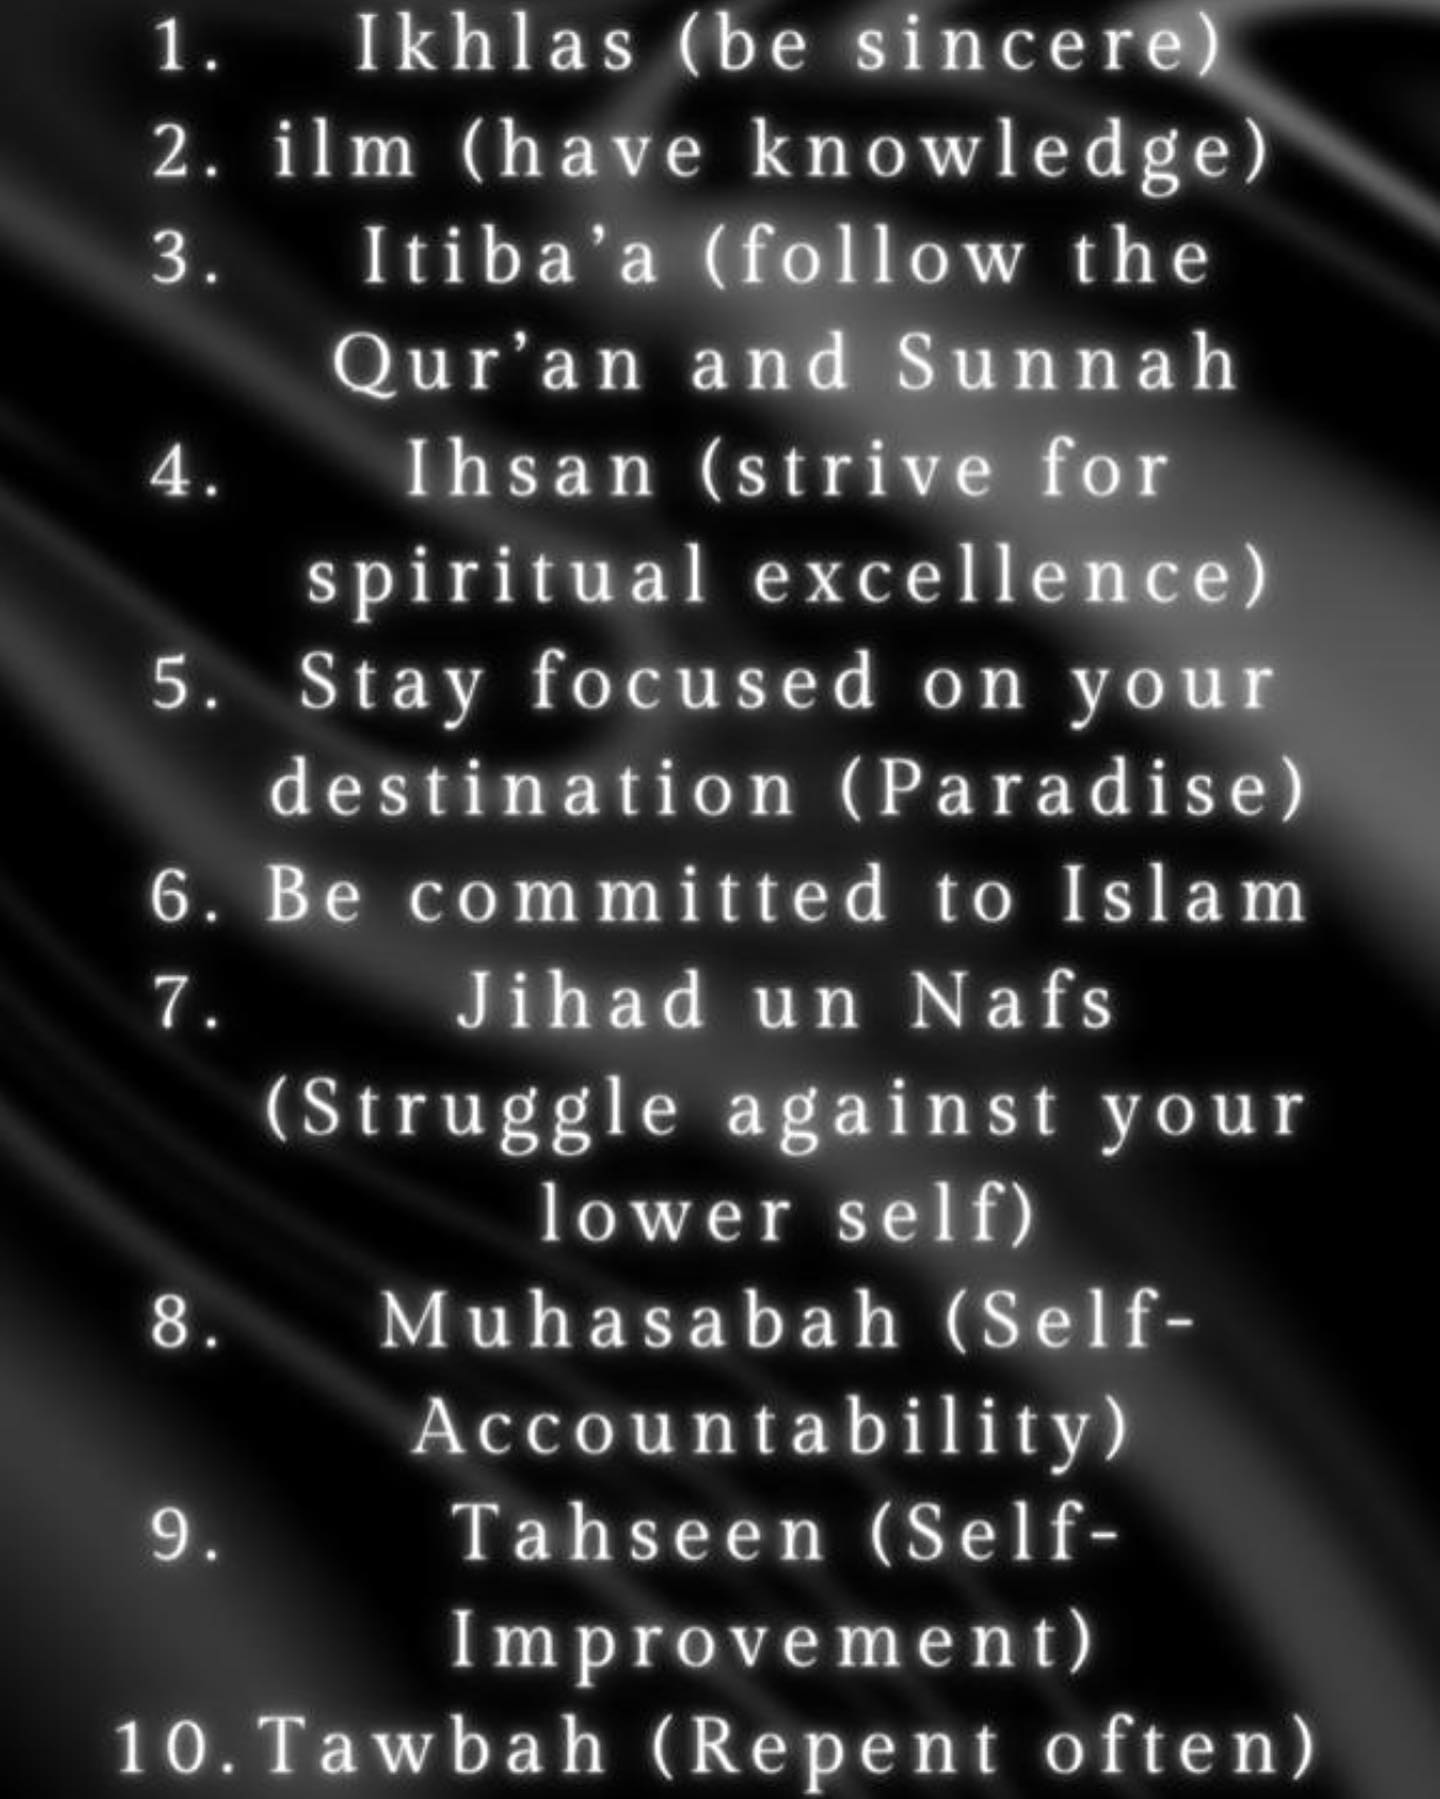 1. Ikhlas (be sincere)
2. ilm (have knowledge)
3. Itiba’a (follow the
Qur’an and Sunnah
4. Ihsan (strive for
spiritual excellence)
5. Stay focused on your
destination (Paradise)
6. Be committed to Islam
7. Jihad un Nafs
(Struggle against your
lower self)
8. Muhasabah (Self-
Accountability)
9. Tahseen (Self-
Improvement)
10. Tawbah (Repent often)